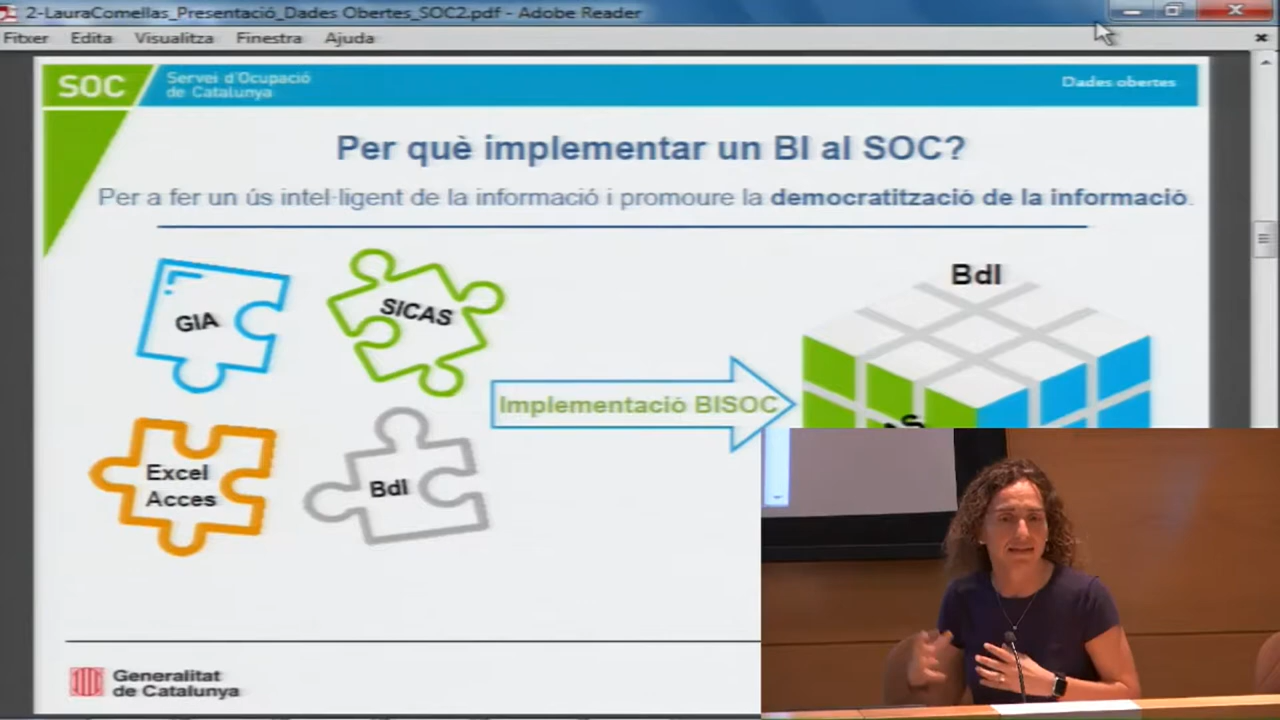 2-LauraComellas_Presentació_Dades Obertes_SOC2.pdf - Adobe Reader
Fitxer Edita Visualitza Finestra Ajuda
SOC Servei d'Ocupació
de Catalunya
Dades obertes
Per què implementar un BI al SOC?
Per a fer un ús intel·ligent de la informació i promoure la democratització de la informació.
GIA
SICAS
BdI
Implementació BISOC
Excel
Acces
BdI
Generalitat
de Catalunya